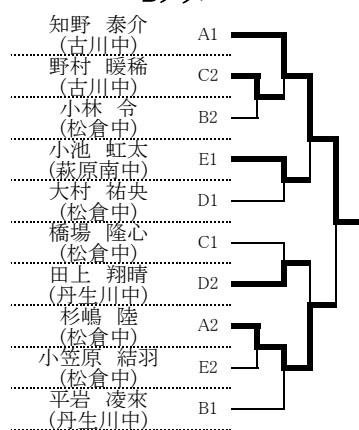 知野 泰介 A1
(古川中)
野村 暖稀 C2
(古川中)
小林 令 B2
(松倉中)
小池 虹太 E1
(萩原南中)
大村 祐央 D1
(松倉中)
橋場 隆心 C1
(松倉中)
田上 翔晴 D2
(丹生川中)
杉嶋 陸 A2
(松倉中)
小笠原 結羽 E2
(松倉中)
平岩 凌來 B1
(丹生川中)